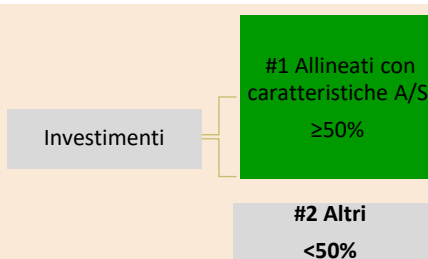 #1 Allineati con
caratteristiche A/S
≥50%
Investimenti
#2 Altri
<50%